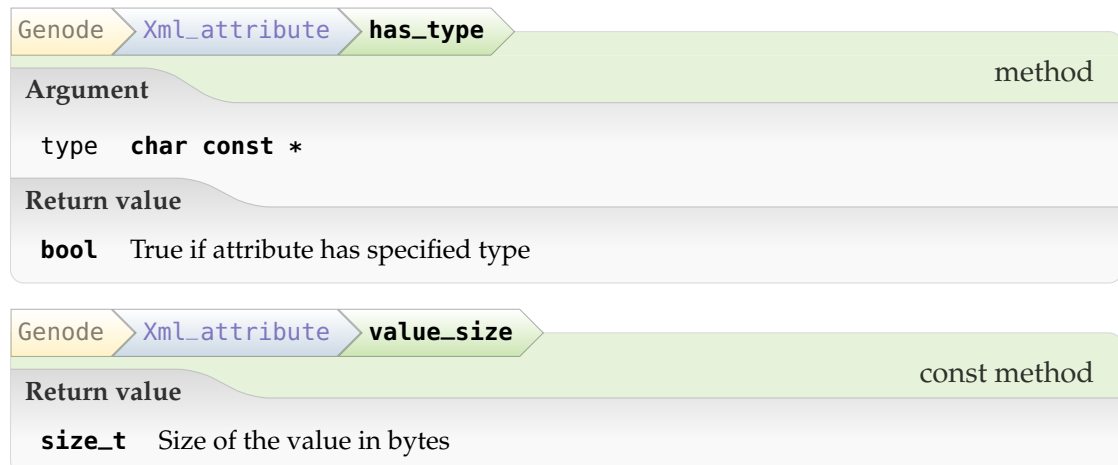 Genode Xml_attribute has_type
method
Argument
type char const *
Return value
bool True if attribute has specified type
Genode Xml_attribute value_size
const method
Return value
size_t Size of the value in bytes